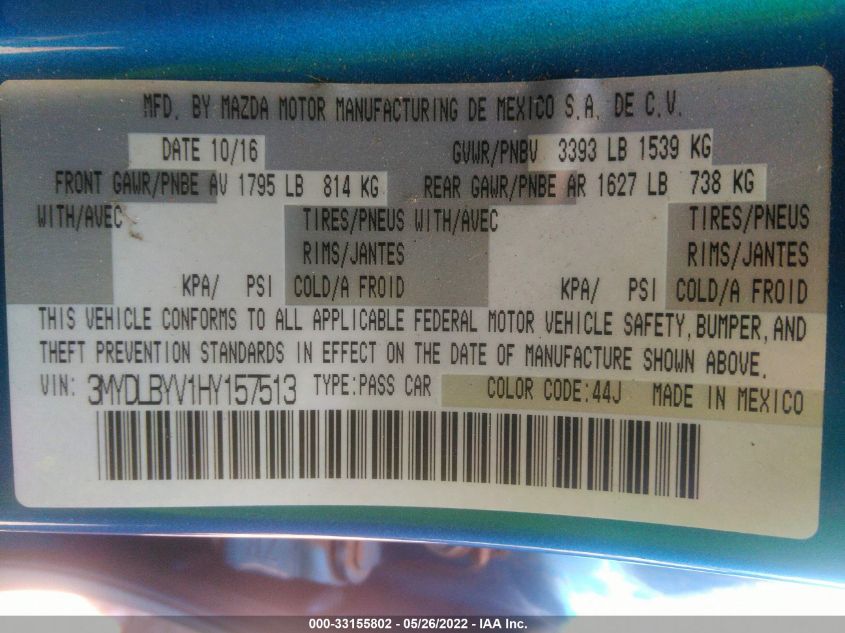 MFD. BY MAZDA MOTOR MANUFACTURING DE MEXICO S.A. DE C.V.
DATE 10/16 GVWR/PNBV 3393 LB 1539 KG
FRONT GAWR/PNBE AV 1795 LB 814 KG REAR GAWR/PNBE AR 1627 LB 738 KG
WITH/AVEC TIRES/PNEUS WITH/AVEC TIRES/PNEUS
RIMS/JANTES RIMS/JANTES
KPA/ PSI COLD/A FROID KPA/ PSI COLD/A FROID
THIS VEHICLE CONFORMS TO ALL APPLICABLE FEDERAL MOTOR VEHICLE SAFETY, BUMPER, AND
THEFT PREVENTION STANDARDS IN EFFECT ON THE DATE OF MANUFACTURE SHOWN ABOVE.
VIN: 3MYDLBYV1HY157513 TYPE:PASS CAR COLOR CODE:44J MADE IN MEXICO
000-33155802 - 05/26/2022 - IAA Inc.